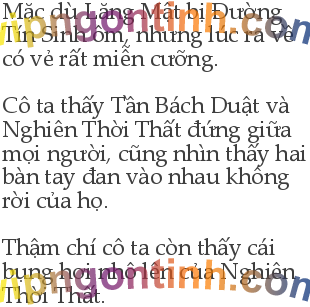 Mặc dù Lăng Mật bị Đường
Tín Sinh ôm, nhưng lúc ra về
có vẻ rất miễn cưỡng.
Cô ta thấy Tần Bách Duật và
Nghiên Thời Thất đứng giữa
mọi người, cũng nhìn thấy hai
bàn tay đan vào nhau không
rời của họ.
Thậm chí cô ta còn thấy cái
bụng hơi nhô lên của Nghiên
Thời Thất.